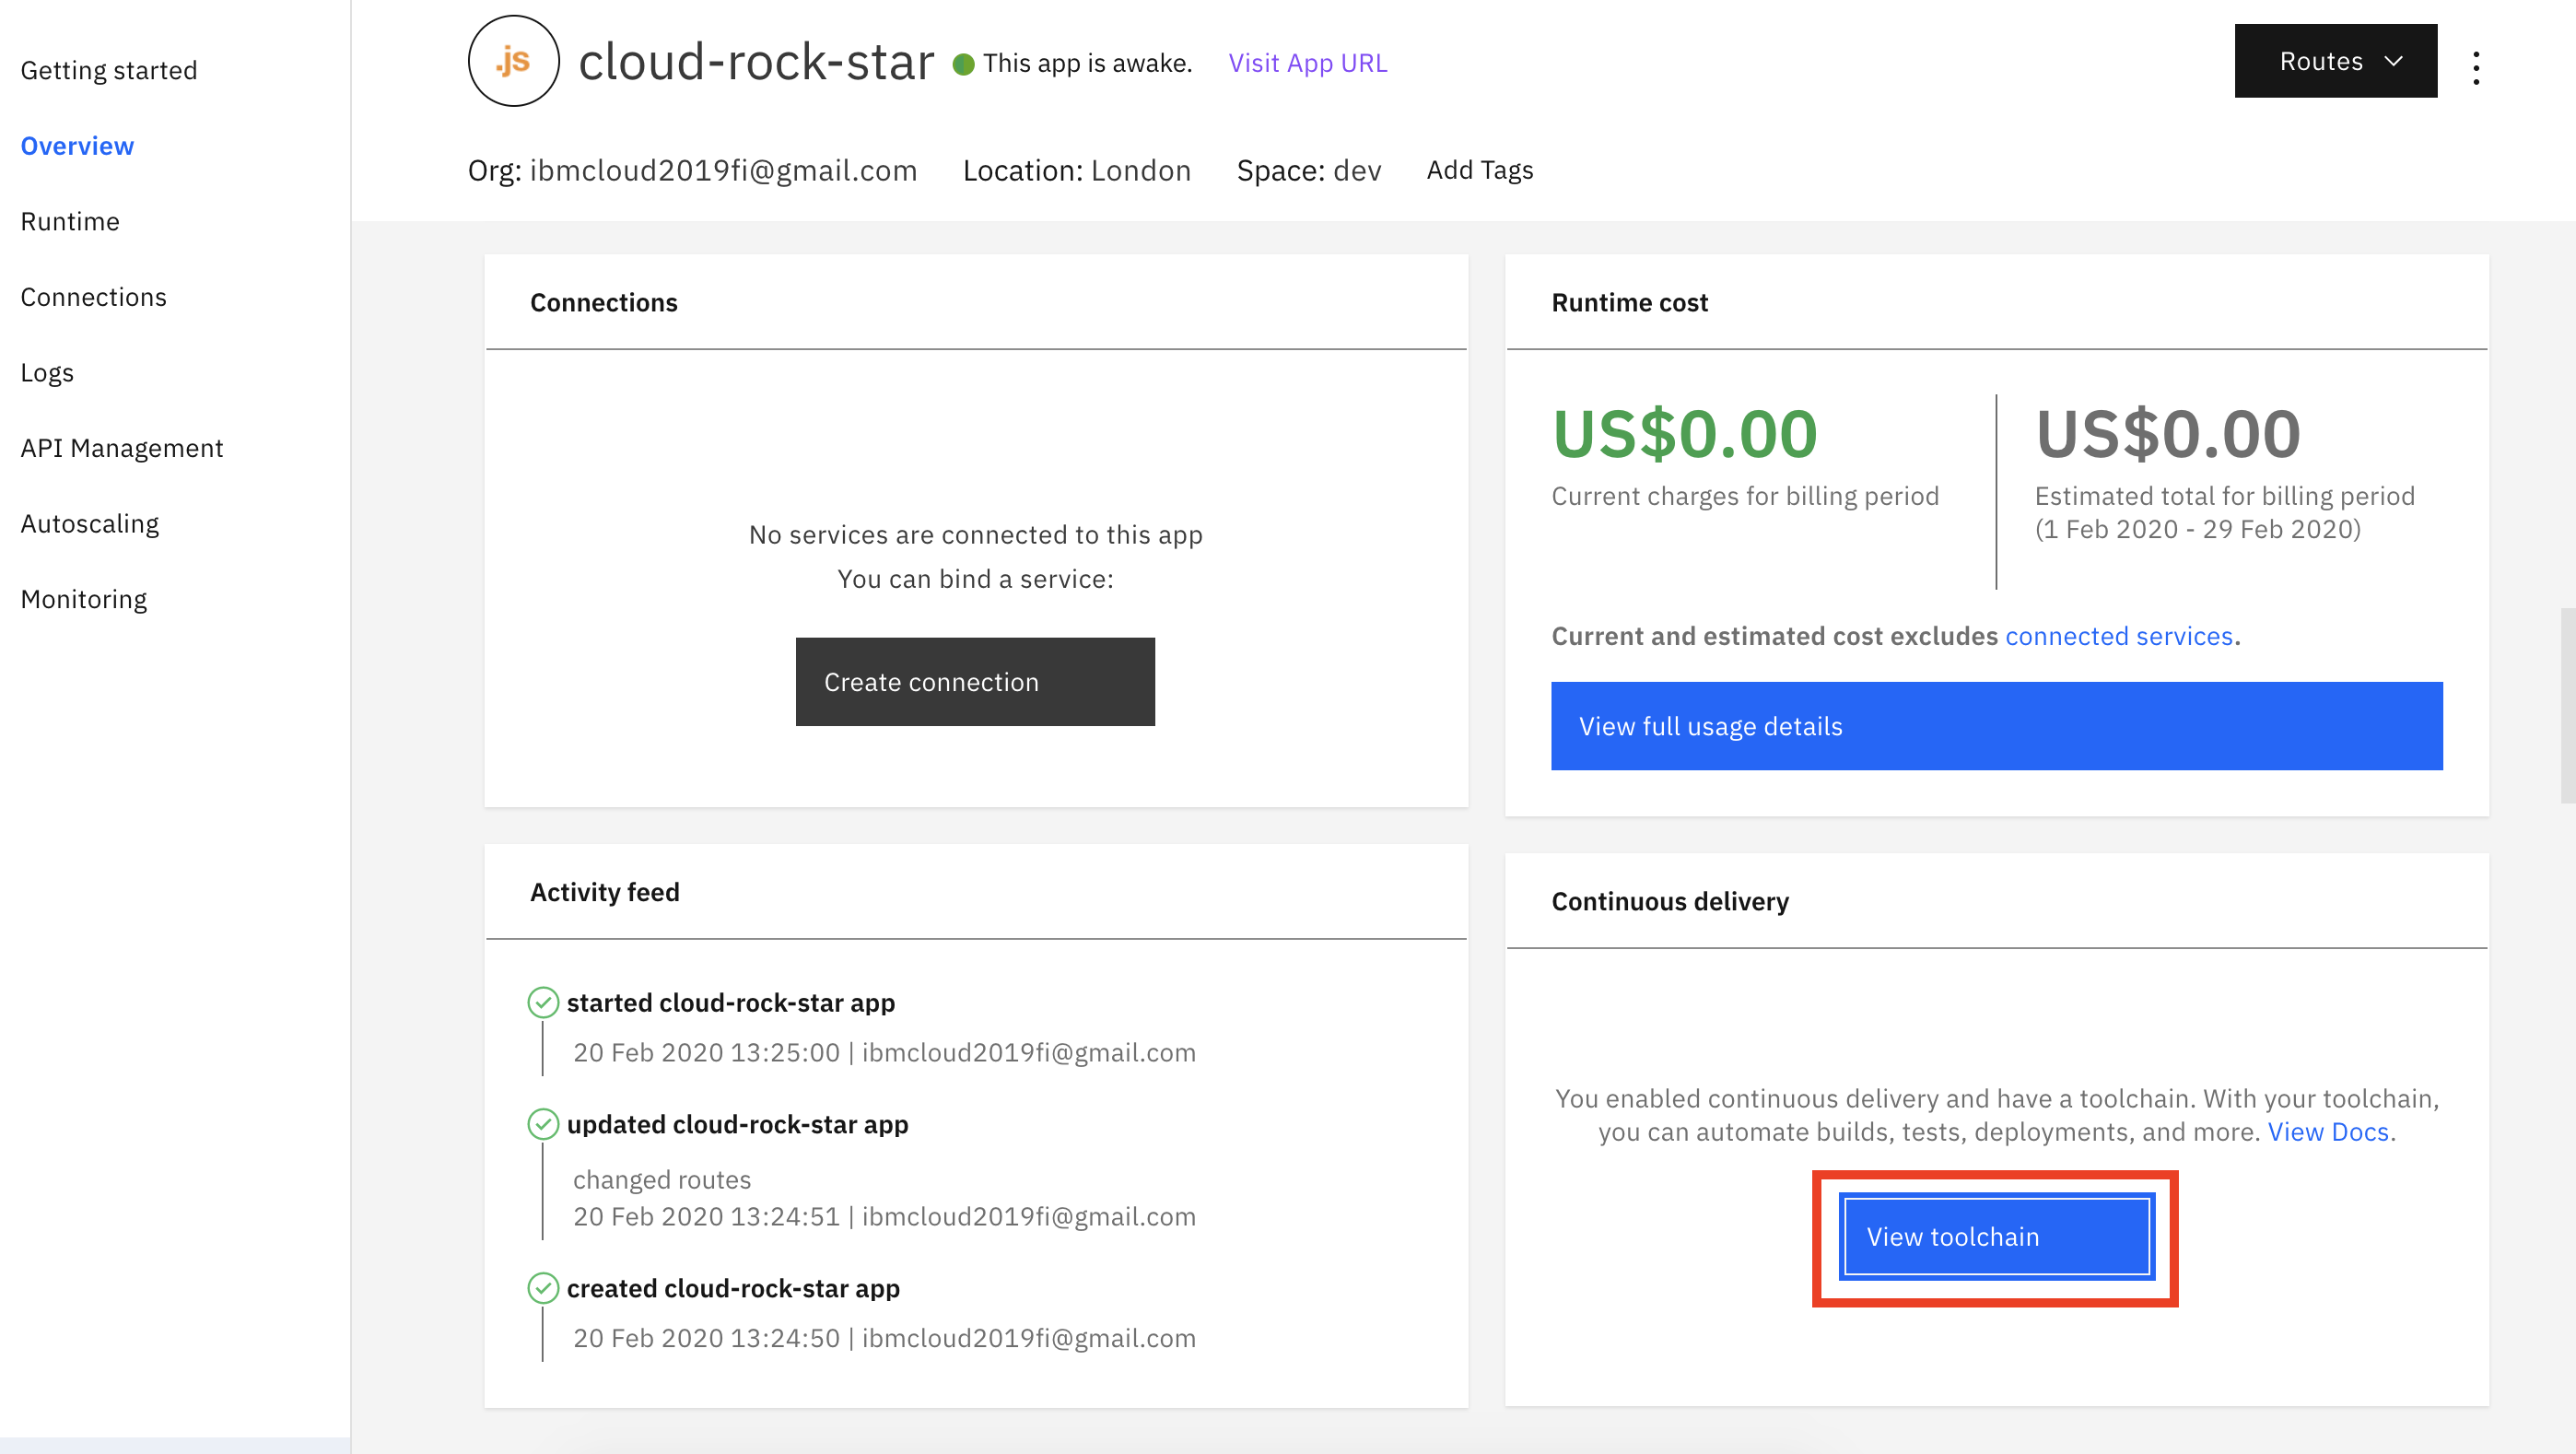 Getting started
Overview
Runtime
Connections
Logs
API Management
Autoscaling
Monitoring
.js
cloud-rock-star
This app is awake.
Visit App URL
Routes
Org: ibmcloud2019fi@gmail.com
Location: London
Space: dev
Add Tags
Connections
No services are connected to this app
You can bind a service:
Create connection
Runtime cost
US$0.00
Current charges for billing period
US$0.00
Estimated total for billing period
(1 Feb 2020 - 29 Feb 2020)
Current and estimated cost excludes connected services.
View full usage details
Activity feed
started cloud-rock-star app
20 Feb 2020 13:25:00 | ibmcloud2019fi@gmail.com
updated cloud-rock-star app
changed routes
20 Feb 2020 13:24:51 | ibmcloud2019fi@gmail.com
created cloud-rock-star app
20 Feb 2020 13:24:50 | ibmcloud2019fi@gmail.com
Continuous delivery
You enabled continuous delivery and have a toolchain. With your toolchain,
you can automate builds, tests, deployments, and more. View Docs.
View toolchain